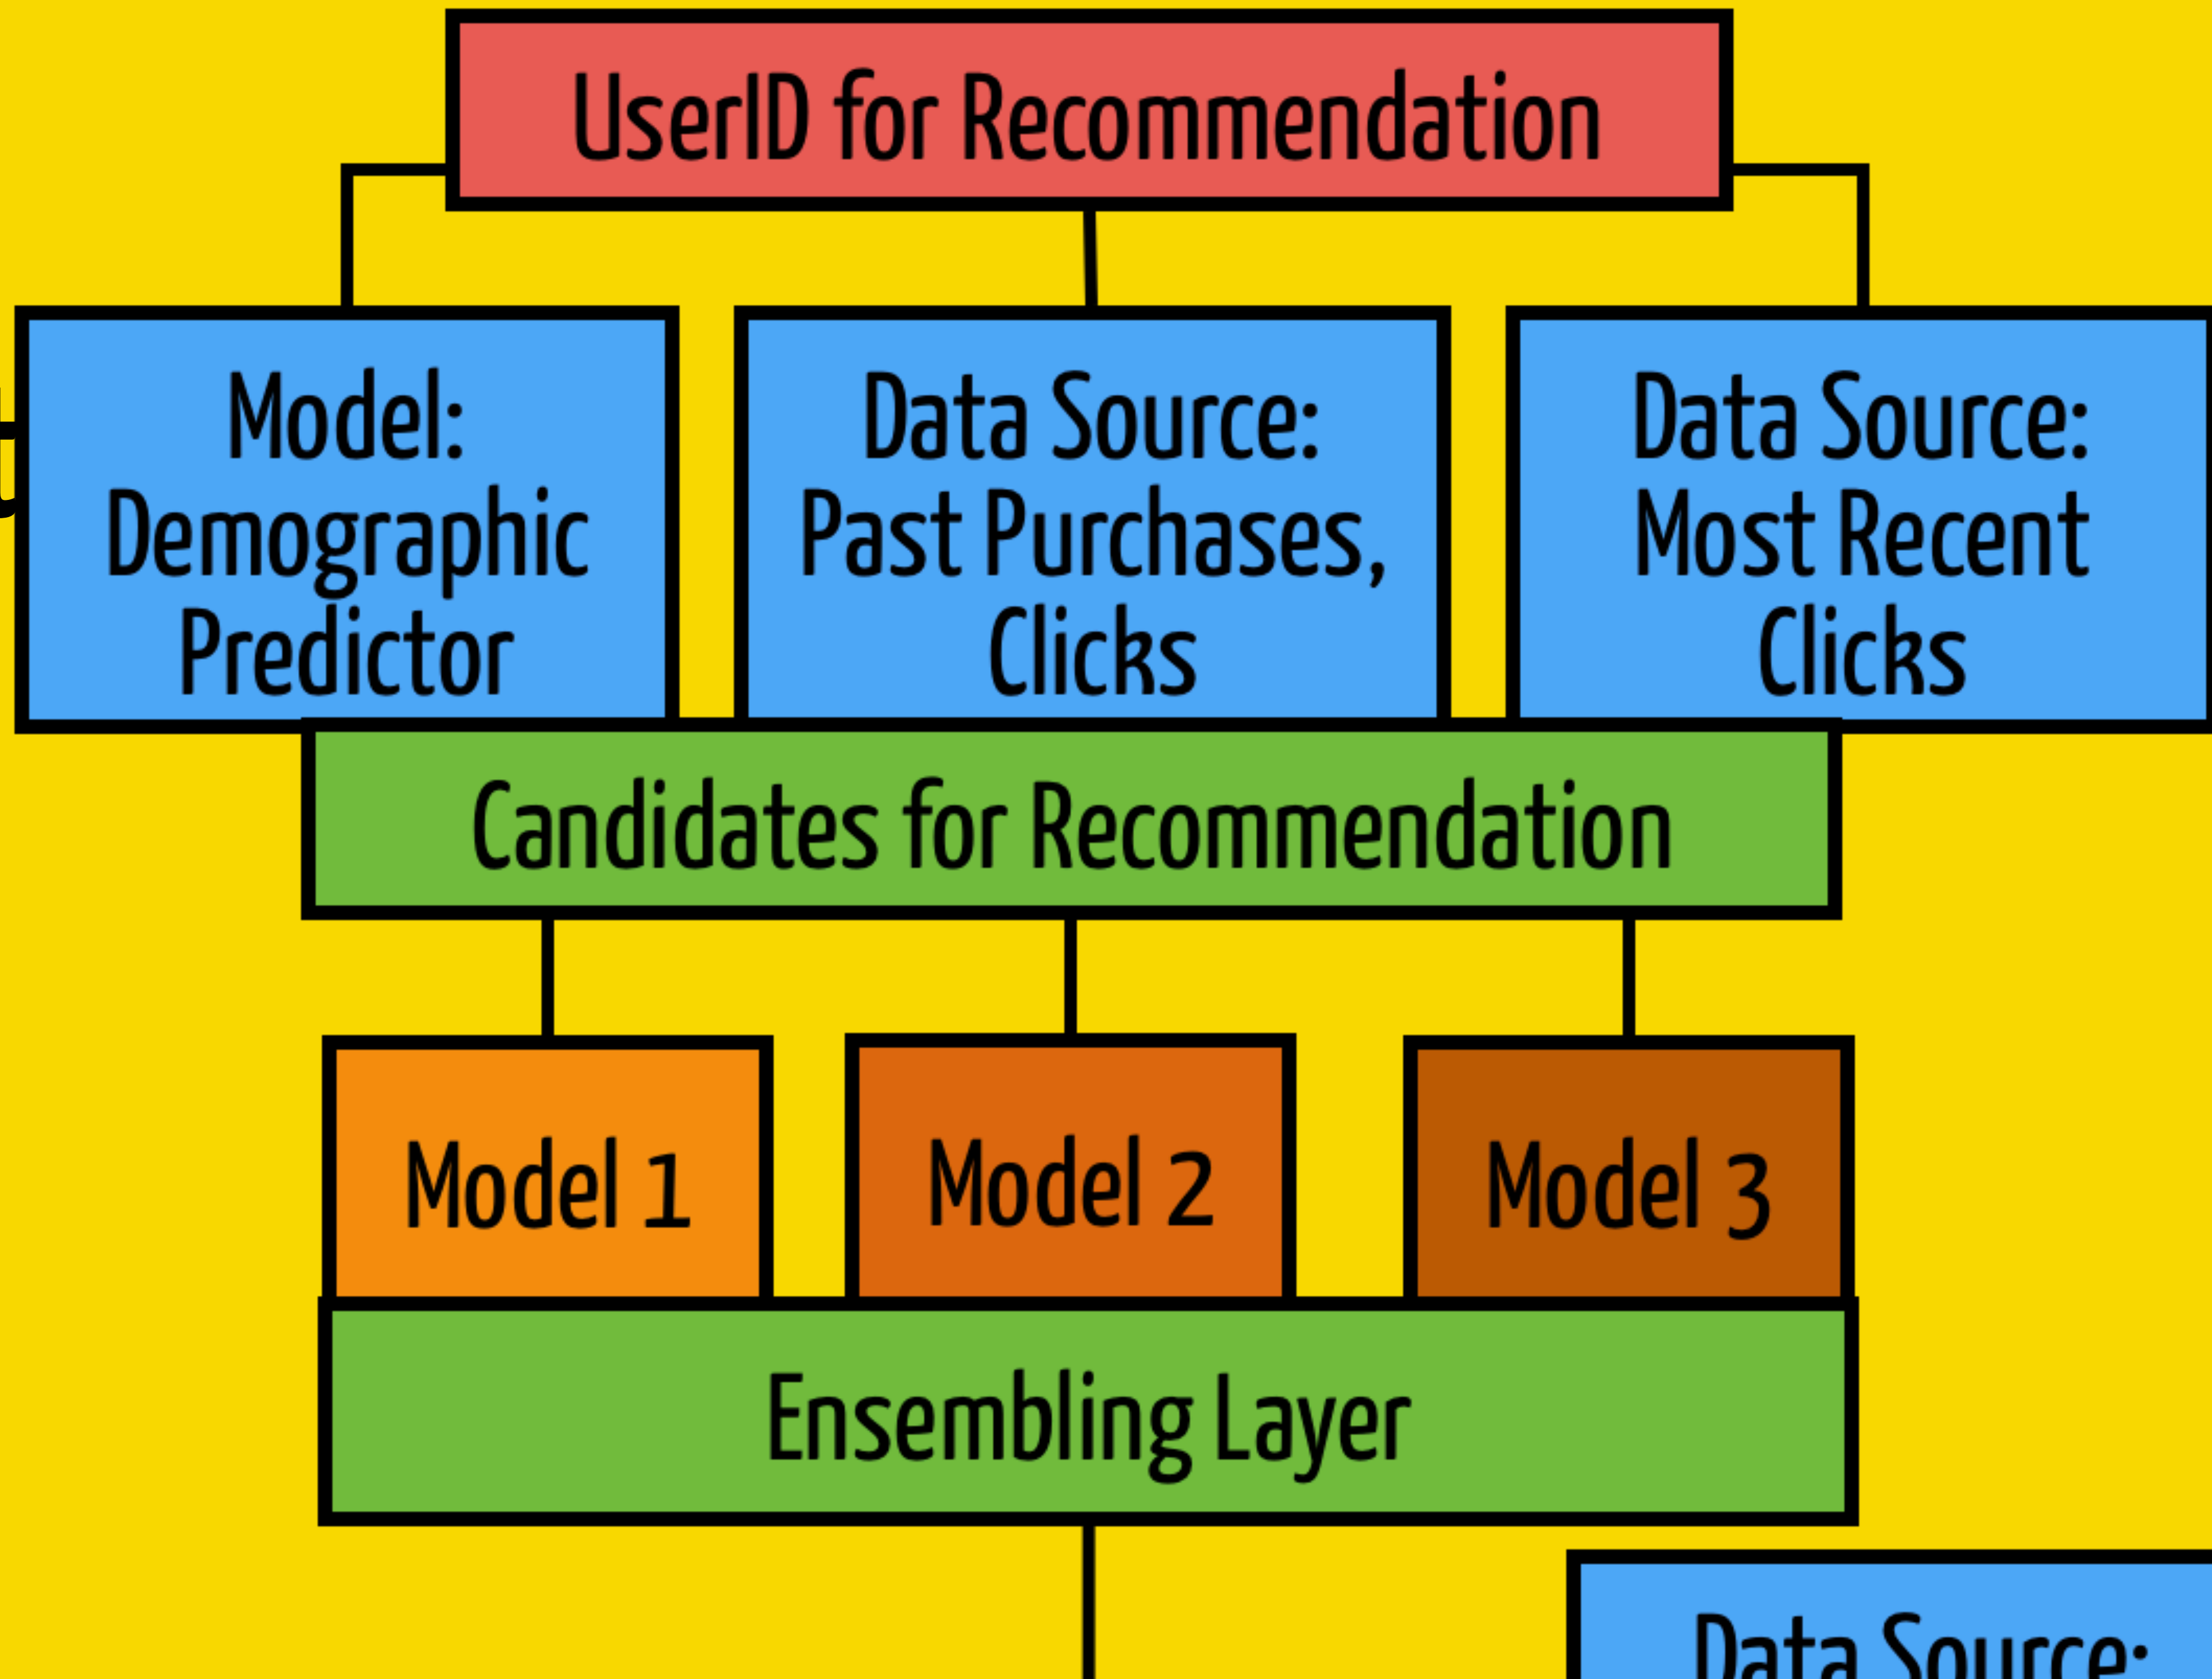 UserID for Recommendation
Model:
Demographic
Predictor
Data Source:
Past Purchases,
Clicks
Data Source:
Most Recent
Clicks
Candidates for Recommendation
Model 1
Model 2
Model 3
Ensembling Layer
Data Source: